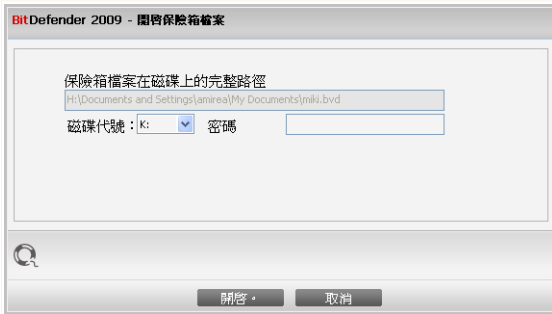 BitDefender 2009 - 開啓保險箱檔案
保險箱檔案在磁碟上的完整路徑
H:\Documents and Settings\amirea\My Documents\miki.bvd
磁碟代號：K: 密碼
開啓。 取消